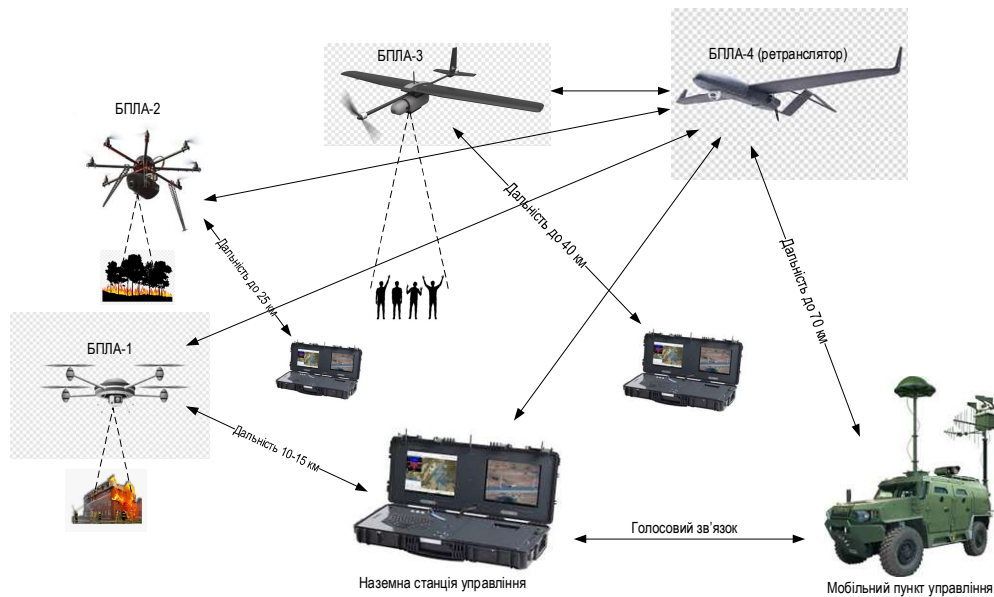 БПЛА-3
БПЛА-4 (ретранслятор)
БПЛА-2
Дальність до 40 км
Дальність до 25 км
Дальність до 70 км
БПЛА-1
Дальність 10-15 км
Голосовий зв’язок
Наземна станція управління
Мобільний пункт управління